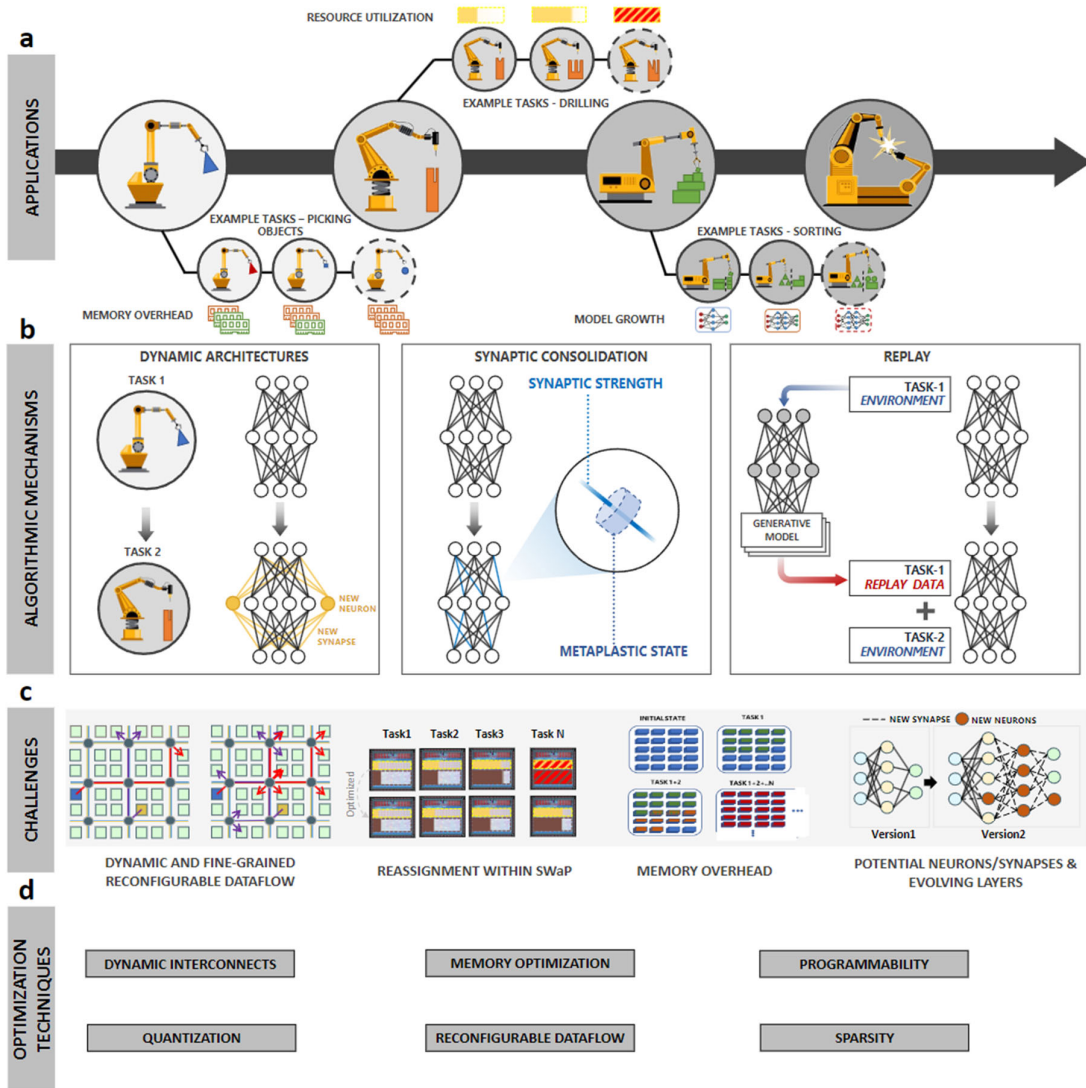 a
APPLICATIONS
RESOURCE UTILIZATION
EXAMPLE TASKS - DRILLING
EXAMPLE TASKS – PICKING
OBJECTS
EXAMPLE TASKS - SORTING
MEMORY OVERHEAD
MODEL GROWTH
b
ALGORITHMIC MECHANISMS
DYNAMIC ARCHITECTURES
TASK 1
TASK 2
NEW
NEURON
NEW
SYNAPSE
SYNAPTIC CONSOLIDATION
SYNAPTIC STRENGTH
METAPLASTIC STATE
REPLAY
TASK-1
ENVIRONMENT
GENERATIVE
MODEL
TASK-1
REPLAY DATA
+
TASK-2
ENVIRONMENT
c
CHALLENGES
DYNAMIC AND FINE-GRAINED
RECONFIGURABLE DATAFLOW
Task1 Task2 Task3 Task N
Optimized
REASSIGNMENT WITHIN SWaP
INITIAL STATE
TASK 1
TASK 1+2
TASK 1+2+...N
MEMORY OVERHEAD
NEW SYNAPSE
NEW NEURONS
Version1
Version2
POTENTIAL NEURONS/SYNAPSES &
EVOLVING LAYERS
d
OPTIMIZATION
TECHNIQUES
DYNAMIC INTERCONNECTS
MEMORY OPTIMIZATION
PROGRAMMABILITY
QUANTIZATION
RECONFIGURABLE DATAFLOW
SPARSITY